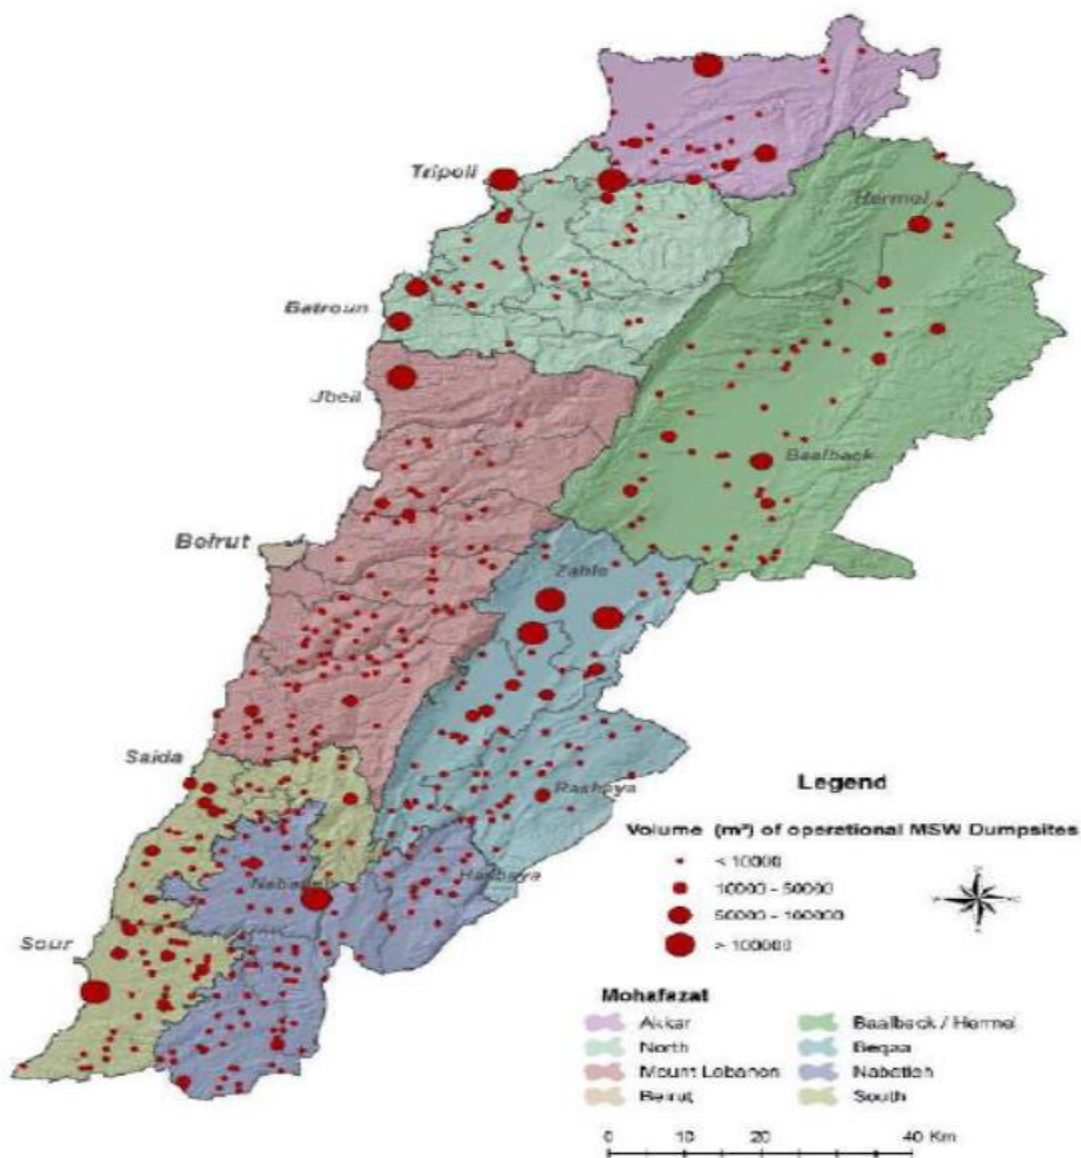 Tripoli
Hermel
Batroun
Jbeil
Baalback
Beirut
Zahle
Saida
Rashaya
Hasbaya
Nabatieh
Sour
Legend
Volume (m³) of operational MSW Dumpsites
< 10000
10000 - 50000
50000 - 100000
> 100000
Mohafazat
Akkar
North
Mount Lebanon
Beirut
Baalback / Hermel
Beqaa
Nabatieh
South
0 10 20 40 Km